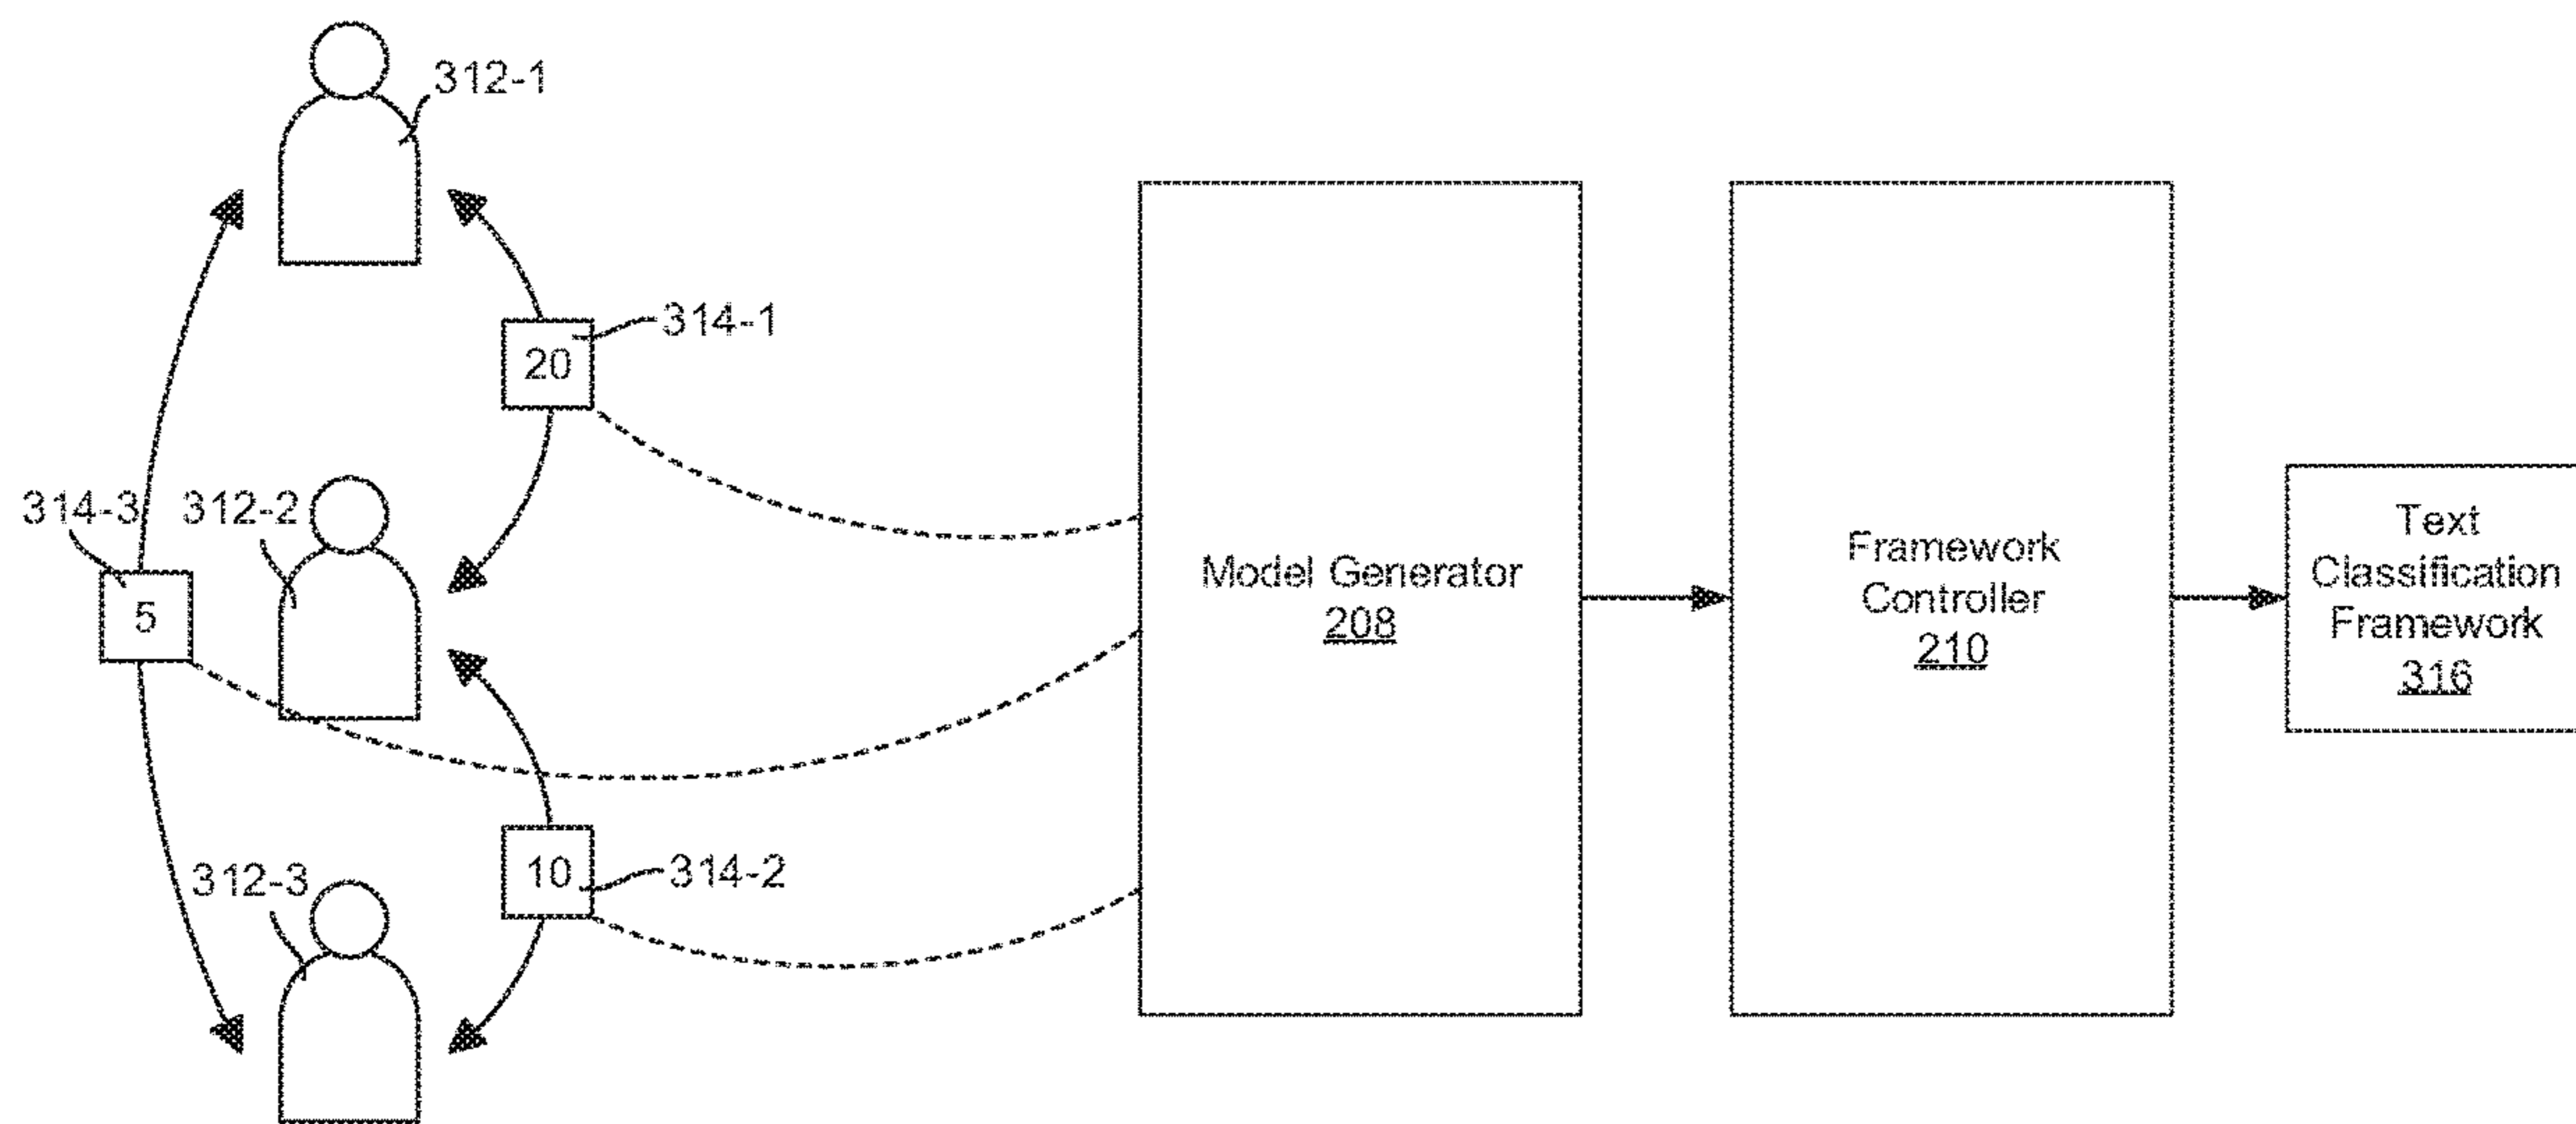 312-1
314-1
20
314-3
312-2
5
Model Generator
208
Framework
Controller
210
Text
Classification
Framework
316
312-3
10
314-2